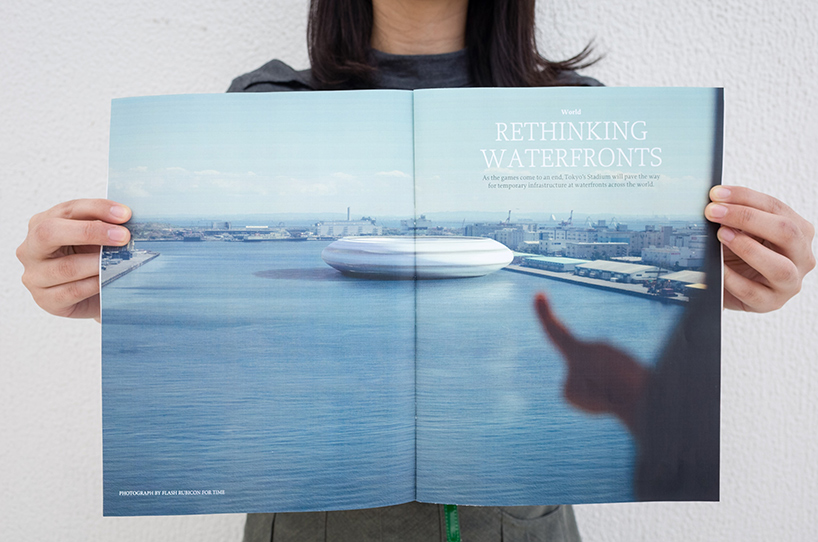 World
RETHINKING
WATERFRONTS
As the games come to an end, Tokyo's Stadium will pave the way
for temporary infrastructure at waterfronts across the world.
PHOTOGRAPH BY FLASH RUBICON FOR TIME